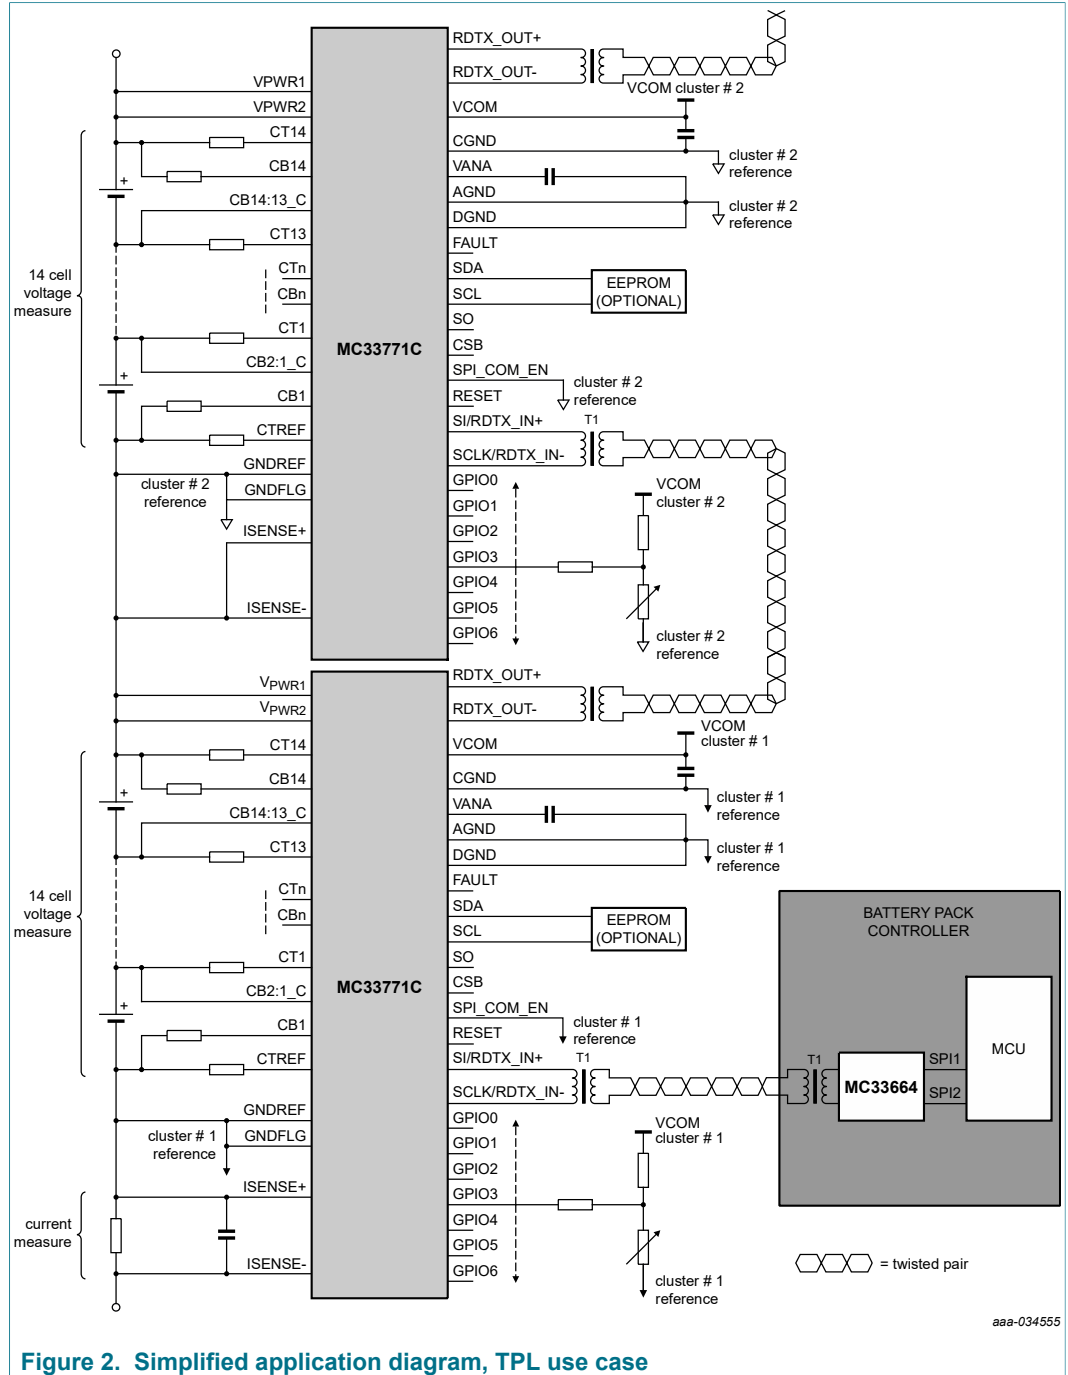 RDTX_OUT+
RDTX_OUT-
VCOM cluster # 2
VPWR1
VPWR2
VCOM
CT14
CGND
cluster # 2
reference
CB14
VANA
+
CB14:13_C
AGND
cluster # 2
reference
DGND
CT13
FAULT
14 cell
voltage
measure
CTn
SDA
EEPROM
(OPTIONAL)
CBn
SCL
SO
CT1
MC33771C
CSB
CB2:1_C
SPI_COM_EN
cluster # 2
reference
+
CB1
RESET
CTREF
SI/RDTX_IN+
T1
GNDREF
SCLK/RDTX_IN-
cluster # 2
reference
GNDFLG
GPIO0
VCOM
cluster # 2
GPIO1
ISENSE+
GPIO2
GPIO3
GPIO4
ISENSE-
GPIO5
GPIO6
cluster # 2
reference
RDTX_OUT+
VPWR1
RDTX_OUT-
VPWR2
VCOM
cluster # 1
CT14
VCOM
CB14
CGND
+
cluster # 1
reference
CB14:13_C
VANA
AGND
cluster # 1
reference
CT13
DGND
FAULT
14 cell
voltage
measure
CTn
SDA
EEPROM
(OPTIONAL)
CBn
SCL
SO
CT1
MC33771C
CSB
CB2:1_C
SPI_COM_EN
cluster # 1
reference
+
CB1
RESET
CTREF
SI/RDTX_IN+
T1
SCLK/RDTX_IN-
BATTERY PACK
CONTROLLER
T1
MC33664
SPI1
SPI2
MCU
GNDREF
cluster # 1
reference
GNDFLG
GPIO0
VCOM
cluster # 1
GPIO1
GPIO2
ISENSE+
GPIO3
current
measure
GPIO4
GPIO5
ISENSE-
GPIO6
cluster # 1
reference
= twisted pair
aaa-034555
Figure 2. Simplified application diagram, TPL use case